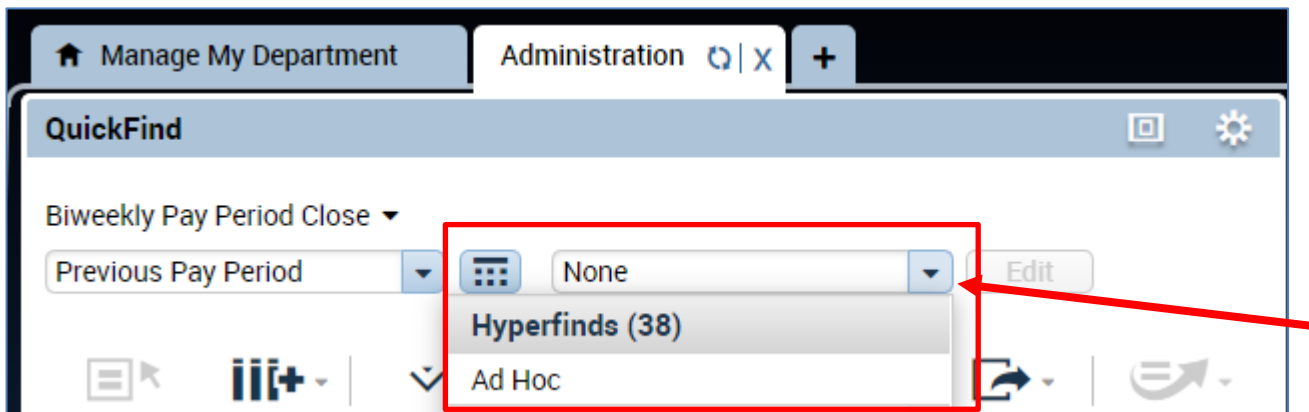 Manage My Department
Administration X +
QuickFind
Biweekly Pay Period Close
Previous Pay Period None Edit
Hyperfinds (38)
Ad Hoc